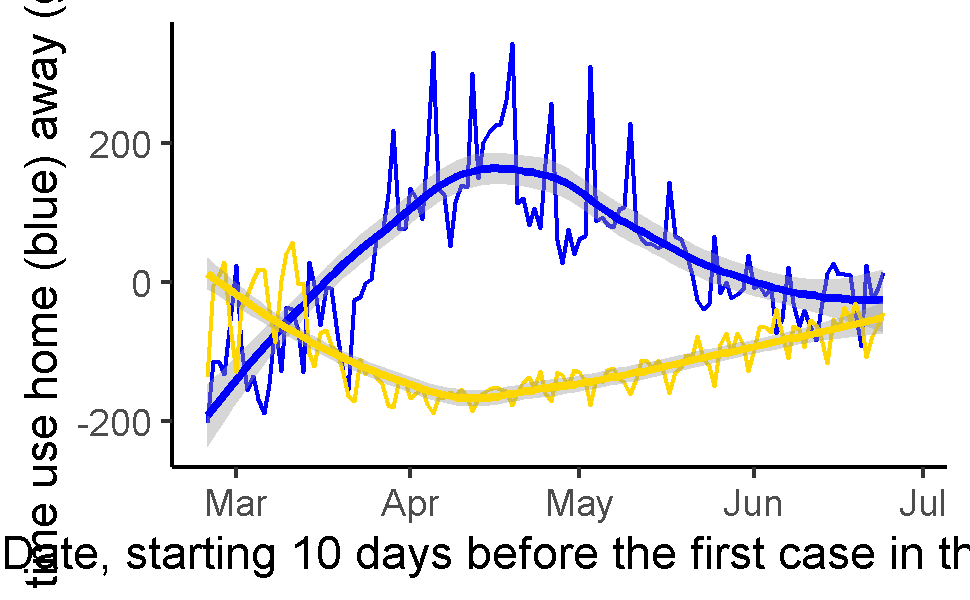 time use home (blue) away (
200
0
-200
Mar Apr May Jun Jul
Date, starting 10 days before the first case in th